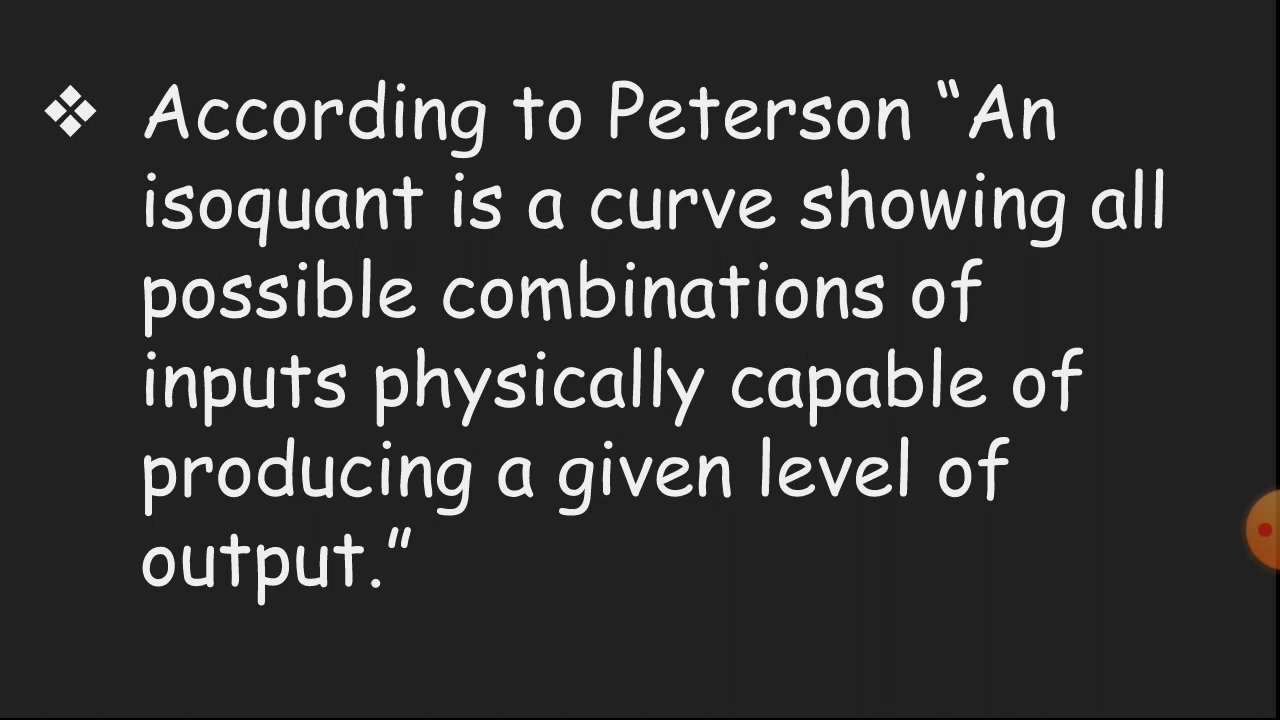 ❖ According to Peterson “An
isoquant is a curve showing all
possible combinations of
inputs physically capable of
producing a given level of
output.”